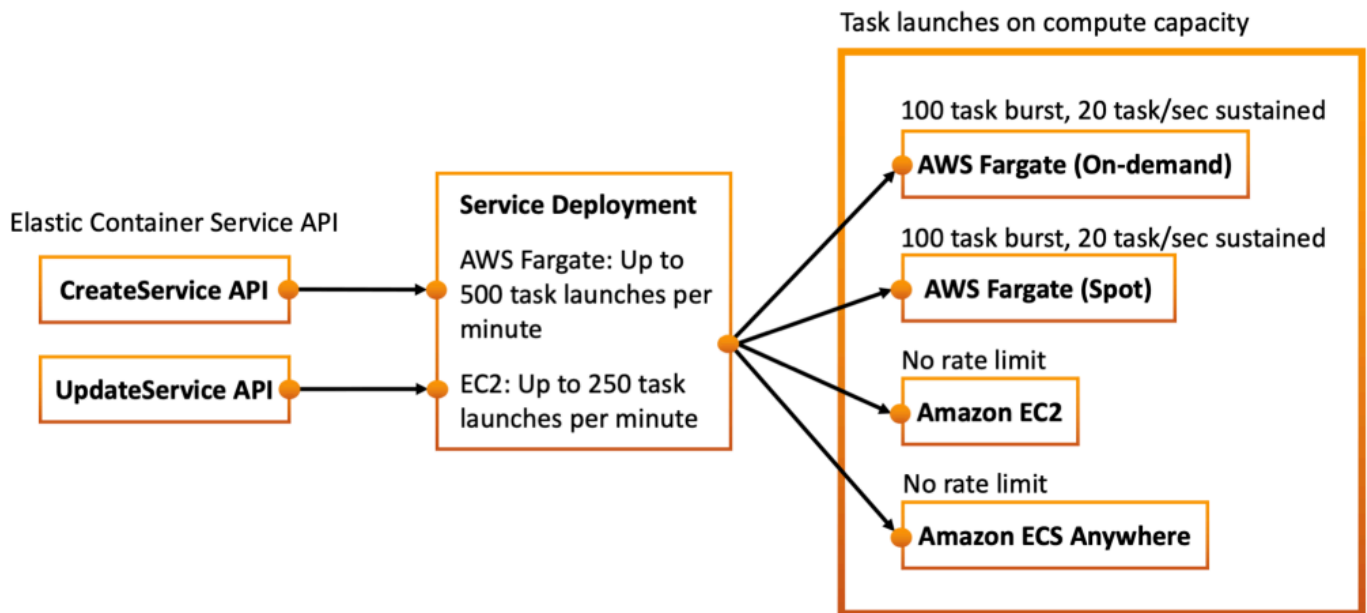 Task launches on compute capacity
100 task burst, 20 task/sec sustained
AWS Fargate (On-demand)
Service Deployment
Elastic Container Service API
100 task burst, 20 task/sec sustained
AWS Fargate: Up to
500 task launches per
minute
CreateService API
AWS Fargate (Spot)
No rate limit
EC2: Up to 250 task
launches per minute
UpdateService API
Amazon EC2
No rate limit
Amazon ECS Anywhere